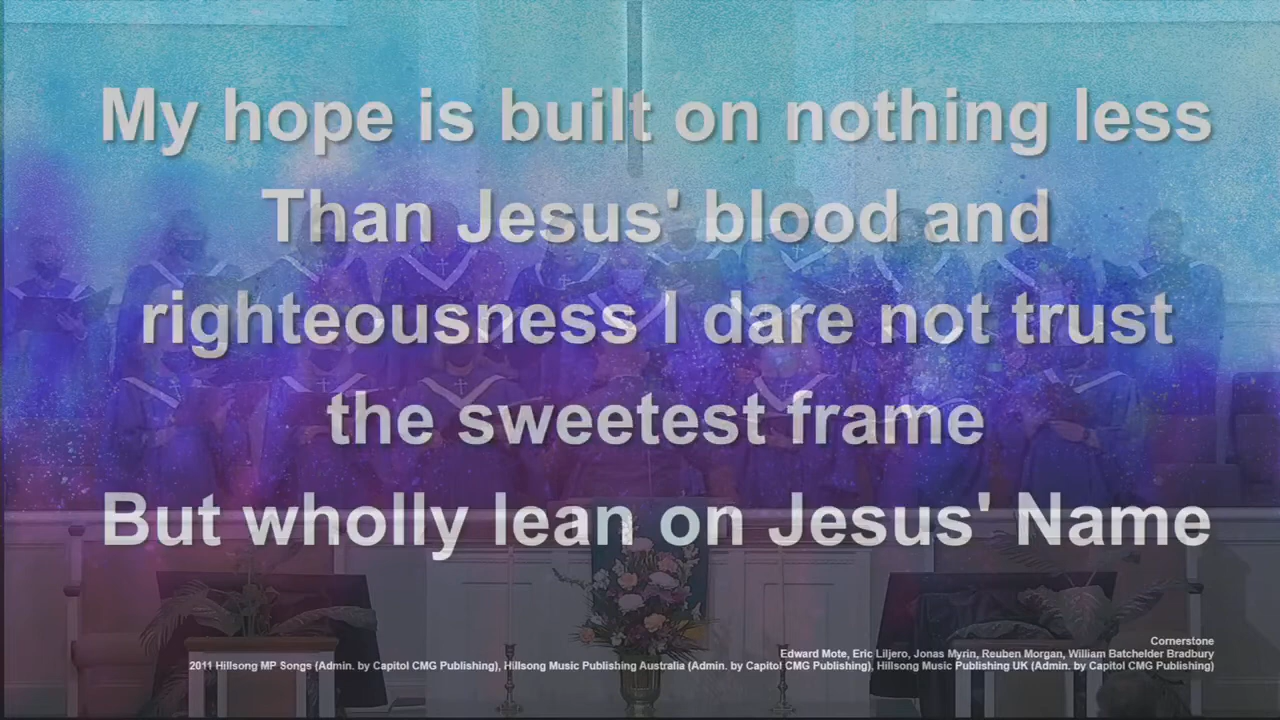 My hope is built on nothing less
Than Jesus' blood and
righteousness I dare not trust
the sweetest frame
But wholly lean on Jesus' Name
Cornerstone
Edward Mote, Eric Liljero, Jonas Myrin, Reuben Morgan, William Batchelder Bradbury
2011 Hillsong MP Songs (Admin. by Capitol CMG Publishing), Hillsong Music Publishing Australia (Admin. by Capitol CMG Publishing), Hillsong Music Publishing UK (Admin. by Capitol CMG Publishing)